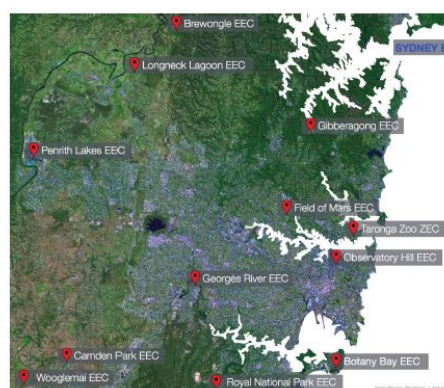 Brewongle EEC
SYDNEY
Longneck Lagoon EEC
Gibberagong EEC
Penrith Lakes EEC
Field of Mars EEC
Taronga Zoo ZEC
Observatory Hill EEC
Georges River EEC
Camden Park EEC
Botany Bay EEC
Wooglemai EEC
Royal National Park EEC